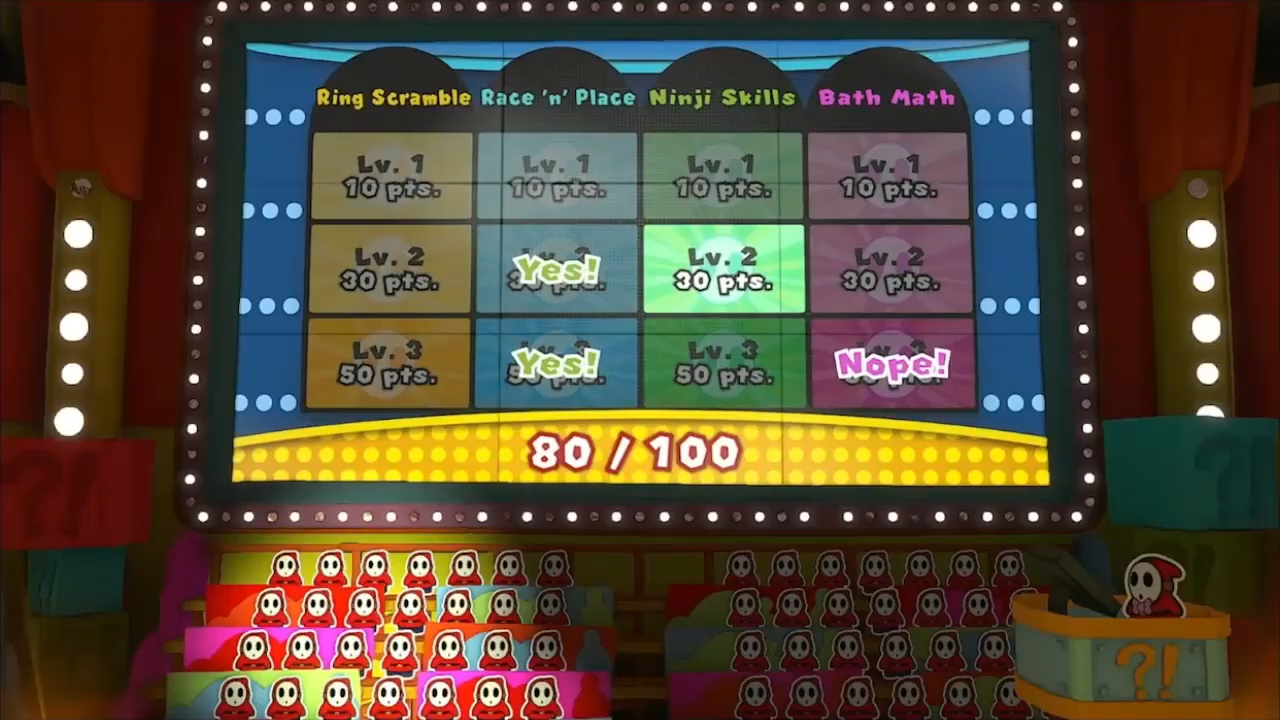 Ring Scramble Race 'n' Place Ninji Skills Bath Math
Lv. 1 Lv. 1 Lv. 1 Lv. 1
10 pts. 10 pts. 10 pts. 10 pts.
Lv. 2 Yes! Lv. 2 Lv. 2
30 pts. 30 pts. 30 pts.
Lv. 3 Yes! Lv. 3 Nope!
50 pts. 50 pts.
80 / 100
?! ?!
?!